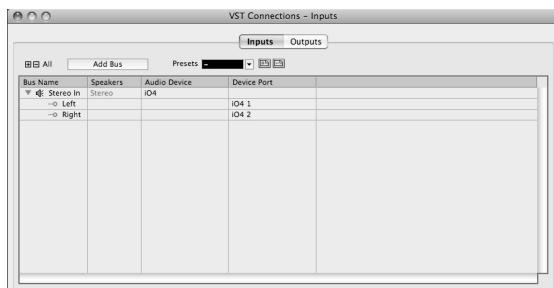 VST Connections – Inputs
Inputs Outputs
All Add Bus Presets –
Bus Name Speakers Audio Device Device Port
Stereo In Stereo iO4
Left iO4 1
Right iO4 2